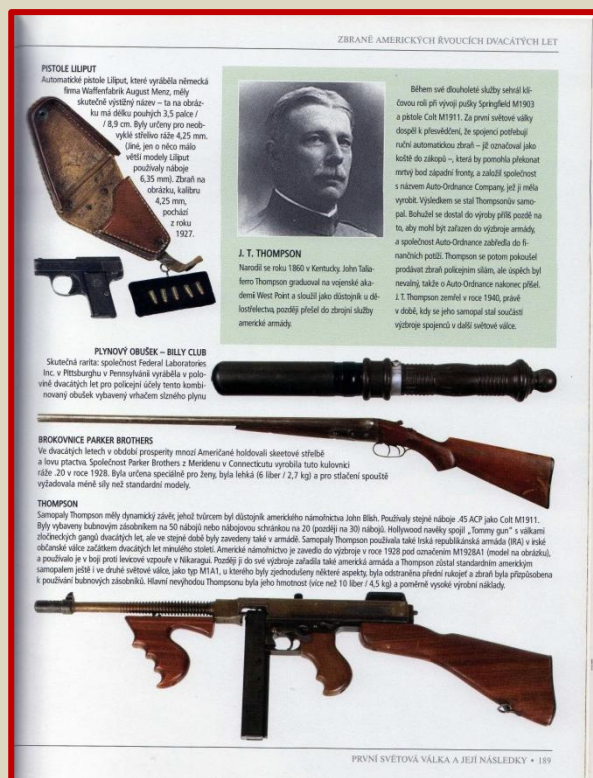 ZBRANĚ AMERICKÝCH ŘVOUCÍCH DVACÁTÝCH LET
PISTOLE LILIPUT
Automatické pistole Liliput, které vyráběla německá
firma Waffenfabrik August Menz, měly
skutečně výstižný název – ta na obráz-
ku má délku pouhých 3,5 palce /
/ 8,9 cm. Byly určeny pro neob-
vyklé střelivo ráže 4,25 mm.
(Jiné, jen o něco málo
větší modely Liliput
používaly náboje
6,35 mm). Zbraň na
obrázku, kalibru
4,25 mm,
pochází
z roku
1927.
J. T. THOMPSON
Narodil se roku 1860 v Kentucky. John Talia-
ferro Thompson graduoval na vojenské aka-
demii West Point a sloužil jako důstojník u dě-
lostřelectva, později přešel do zbrojní služby
americké armády.
Během své dlouholeté služby sehrál klí-
čovou roli při vývoji pušky Springfield M1903
a pistole Colt M1911. Za první světové války
dospěl k přesvědčení, že spojenci potřebují
ruční automatickou zbraň – již označoval jako
koště do zákopů –, která by pomohla překonat
mrtvý bod západní fronty, a založil společnost
s názvem Auto-Ordnance Company, jež ji měla
vyrobit. Výsledkem se stal Thompsonův samo-
pal. Bohužel se dostal do výroby příliš pozdě na
to, aby mohl být zařazen do výzbroje armády,
a společnost Auto-Ordnance zabředla do fi-
nančních potíží. Thompson se potom pokoušel
prodávat zbraň policejním silám, ale úspěch byl
nevalný, takže o Auto-Ordnance nakonec přišel.
J. T. Thompson zemřel v roce 1940, právě
v době, kdy se jeho samopal stal součástí
výzbroje spojenců v další světové válce.
PLYNOVÝ OBUŠEK – BILLY CLUB
Skutečná rarita: společnost Federal Laboratories
Inc. v Pittsburghu v Pennsylvánii vyráběla v polo-
vině dvacátých let pro policejní účely tento kombi-
novaný obušek vybavený vrhačem slzného plynu
BROKOVNICE PARKER BROTHERS
Ve dvacátých letech v období prosperity mnozí Američané holdovali skeetové střelbě
a lovu ptactva. Společnost Parker Brothers z Meridenu v Connecticutu vyrobila tuto kulovnici
ráže .20 v roce 1928. Byla určena speciálně pro ženy, byla lehká (6 liber / 2,7 kg) a pro stlačení spouště
vyžadovala méně síly než standardní modely.
THOMPSON
Samopaly Thompson měly dynamický závěr, jehož tvůrcem byl důstojník amerického námořnictva John Blish. Používaly stejné náboje .45 ACP jako Colt M1911.
Byly vybaveny bubnovým zásobníkem na 50 nábojů nebo nábojovou schránkou na 20 (později na 30) nábojů. Hollywood navěky spojil „Tommy gun“ s válkami
zločineckých gangů dvacátých let, ale ve stejné době byly zavedeny také v armádě. Samopaly Thompson používala také Irská republikánská armáda (IRA) v irské
občanské válce začátkem dvacátých let minulého století. Americké námořnictvo je zavedlo do výzbroje v roce 1928 pod označením M1928A1 (model na obrázku),
a používalo je v boji proti levicové vzpouře v Nikaragui. Později ji do své výzbroje zařadila také americká armáda a Thompson zůstal standardním americkým
samopalem ještě i ve druhé světové válce, jako typ M1A1, u kterého byly zjednodušeny některé aspekty, byla odstraněna přední rukojeť a zbraň byla přizpůsobena
k používání bubnových zásobníků. Hlavní nevýhodou Thompsonu byla jeho hmotnost (více než 10 liber / 4,5 kg) a poměrně vysoké výrobní náklady.
PRVNÍ SVĚTOVÁ VÁLKA A JEJÍ NÁSLEDKY • 189